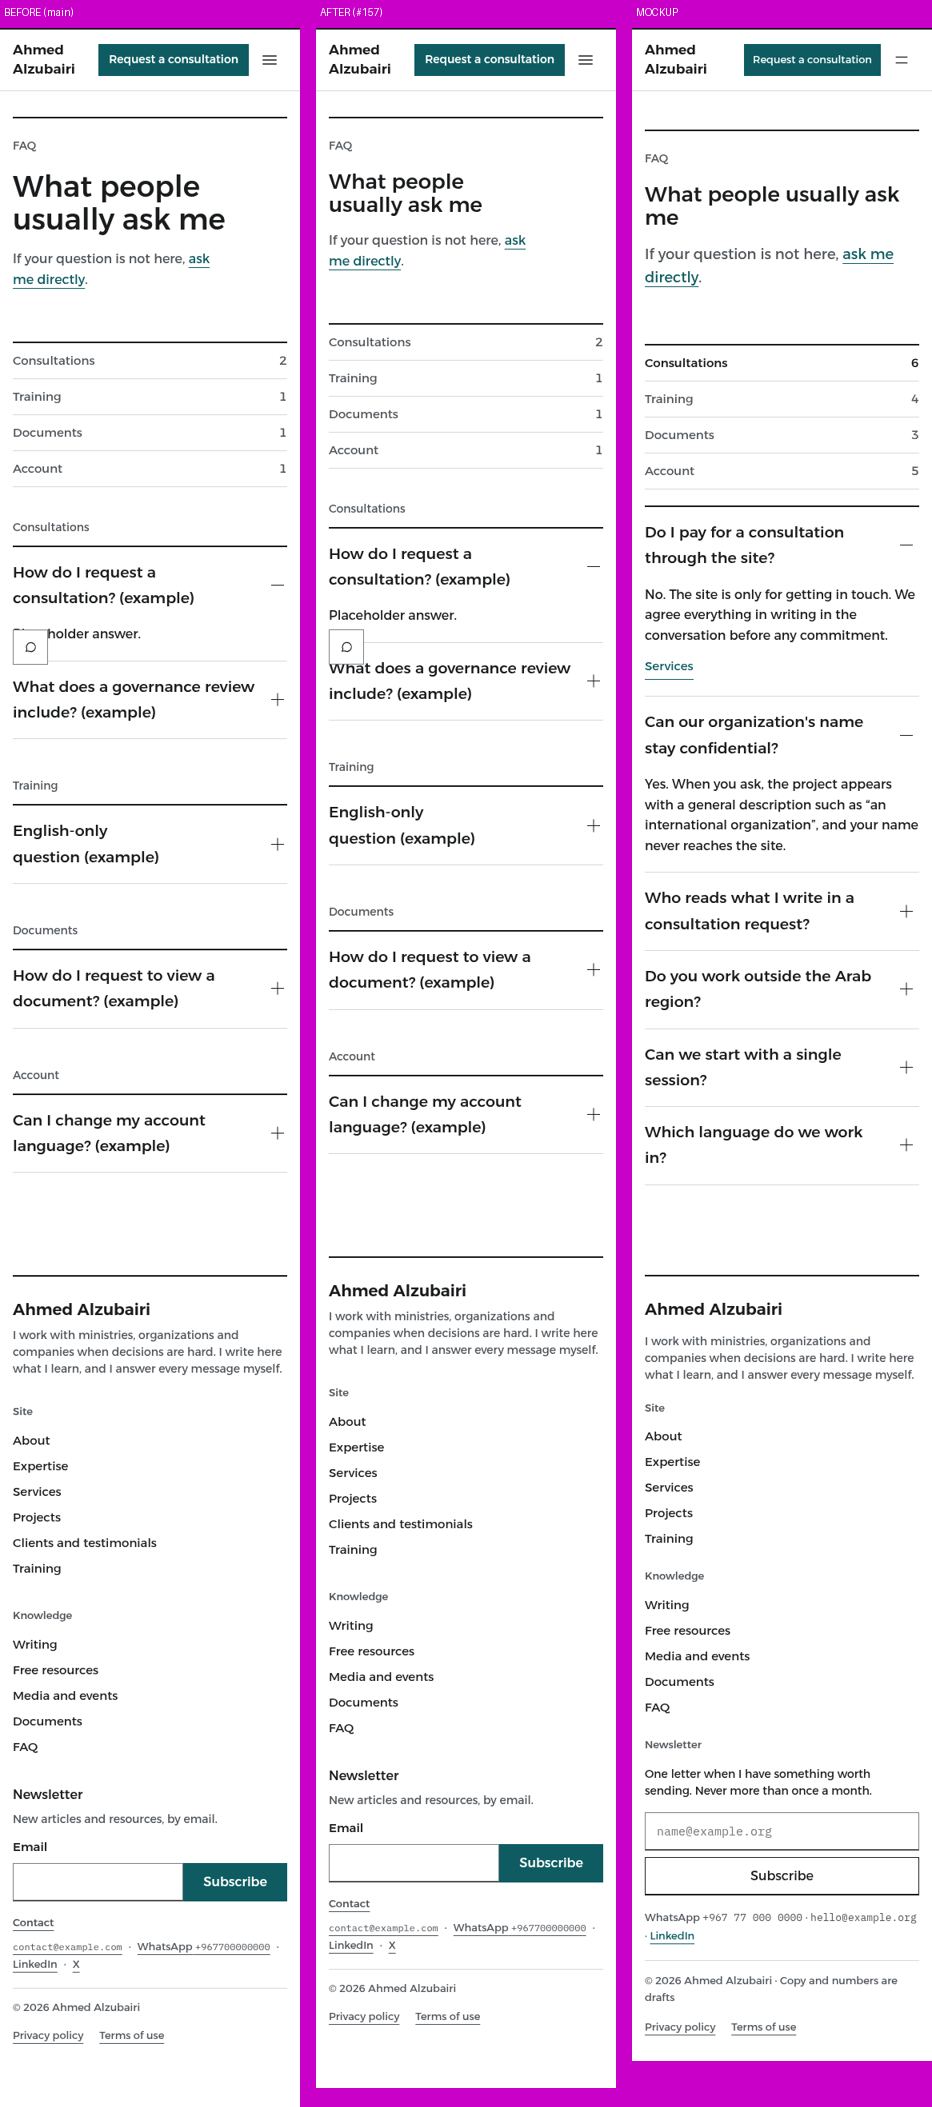 BEFORE (main)
Ahmed
Alzubairi
Request a consultation
FAQ
What people
usually ask me
If your question is not here, ask
me directly.
Consultations 2
Training 1
Documents 1
Account 1
Consultations
How do I request a
consultation? (example)
holder answer.
What does a governance review
include? (example)
Training
English-only
question (example)
Documents
How do I request to view a
document? (example)
Account
Can I change my account
language? (example)
Ahmed Alzubairi
I work with ministries, organizations and
companies when decisions are hard. I write here
what I learn, and I answer every message myself.
Site
About
Expertise
Services
Projects
Clients and testimonials
Training
Knowledge
Writing
Free resources
Media and events
Documents
FAQ
Newsletter
New articles and resources, by email.
Email
Subscribe
Contact
contact@example.com · WhatsApp +967700000000 ·
LinkedIn · X
© 2026 Ahmed Alzubairi
Privacy policy Terms of use
AFTER (#157)
Ahmed
Alzubairi
Request a consultation
FAQ
What people
usually ask me
If your question is not here, ask
me directly.
Consultations 2
Training 1
Documents 1
Account 1
Consultations
How do I request a
consultation? (example)
Placeholder answer.
What does a governance review
include? (example)
Training
English-only
question (example)
Documents
How do I request to view a
document? (example)
Account
Can I change my account
language? (example)
Ahmed Alzubairi
I work with ministries, organizations and
companies when decisions are hard. I write here
what I learn, and I answer every message myself.
Site
About
Expertise
Services
Projects
Clients and testimonials
Training
Knowledge
Writing
Free resources
Media and events
Documents
FAQ
Newsletter
New articles and resources, by email.
Email
Subscribe
Contact
contact@example.com · WhatsApp +967700000000 ·
LinkedIn · X
© 2026 Ahmed Alzubairi
Privacy policy Terms of use
MOCKUP
Ahmed
Alzubairi
Request a consultation
FAQ
What people usually ask
me
If your question is not here, ask me
directly.
Consultations 6
Training 4
Documents 3
Account 5
Do I pay for a consultation
through the site?
No. The site is only for getting in touch. We
agree everything in writing in the
conversation before any commitment.
Services
Can our organization's name
stay confidential?
Yes. When you ask, the project appears
with a general description such as “an
international organization”, and your name
never reaches the site.
Who reads what I write in a
consultation request?
Do you work outside the Arab
region?
Can we start with a single
session?
Which language do we work
in?
Ahmed Alzubairi
I work with ministries, organizations and
companies when decisions are hard. I write here
what I learn, and I answer every message myself.
Site
About
Expertise
Services
Projects
Training
Knowledge
Writing
Free resources
Media and events
Documents
FAQ
Newsletter
One letter when I have something worth
sending. Never more than once a month.
name@example.org
Subscribe
WhatsApp +967 77 000 0000 · hello@example.org
· LinkedIn
© 2026 Ahmed Alzubairi · Copy and numbers are
drafts
Privacy policy Terms of use